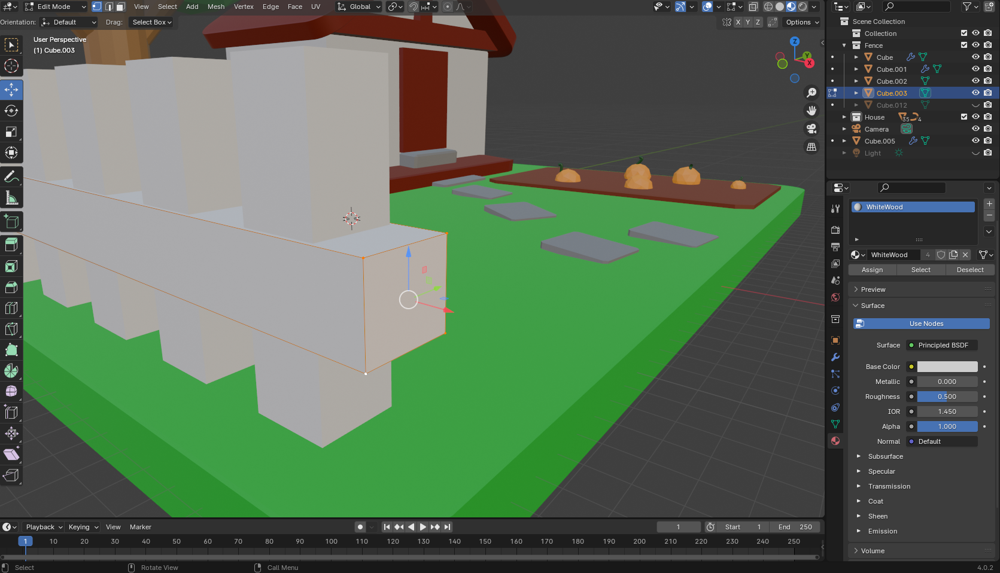 Edit Mode View Select Add Mesh Vertex Edge Face UV Global
Orientation: Default Drag: Select Box X Y Z Options
User Perspective
(1) Cube.003
Z
Y
X
Scene Collection
Collection
Fence
Cube
Cube.001
Cube.002
Cube.003
Cube.012
House 35 4
Camera
Cube.005
Light
WhiteWood
WhiteWood 4
Assign Select Deselect
Preview
Surface
Use Nodes
Surface Principled BSDF
Base Color
Metallic 0.000
Roughness 0.500
IOR 1.450
Alpha 1.000
Normal Default
Subsurface
Specular
Transmission
Coat
Sheen
Emission
Volume
Playback Keying View Marker 1 Start 1 End 250
1 10 20 30 40 50 60 70 80 90 100 110 120 130 140 150 160 170 180 190 200 210 220 230 240 250
Select Rotate View Call Menu 4.0.2